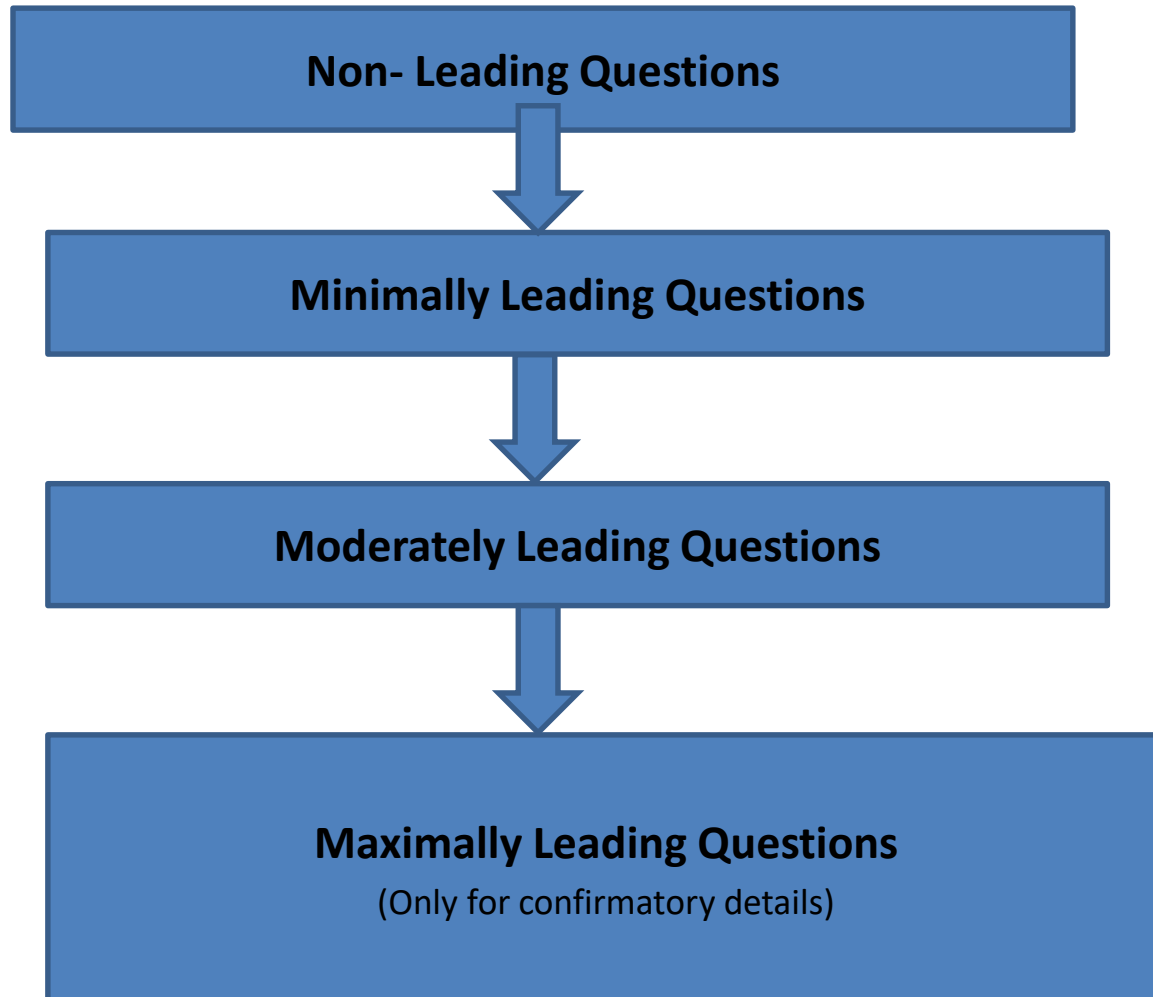 Non- Leading Questions
Minimally Leading Questions
Moderately Leading Questions
Maximally Leading Questions
(Only for confirmatory details)